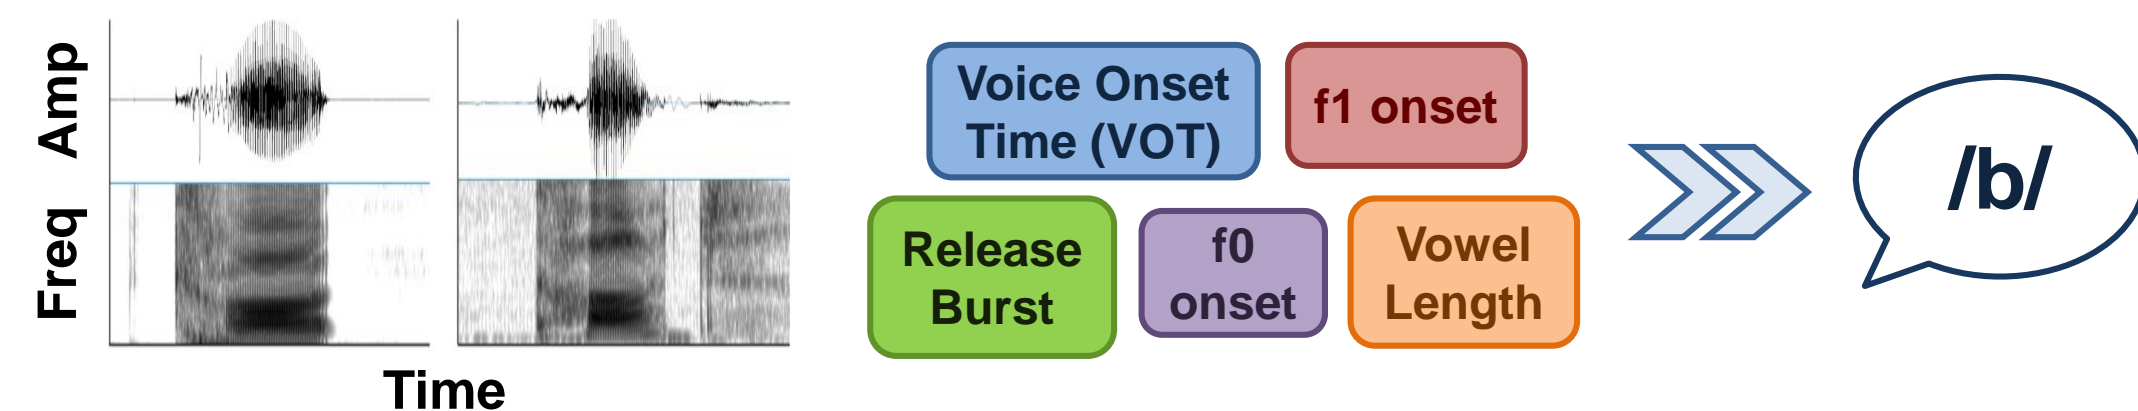 Amp
Freq
Time
Voice Onset
Time (VOT)
f1 onset
Release
Burst
f0
onset
Vowel
Length
/b/